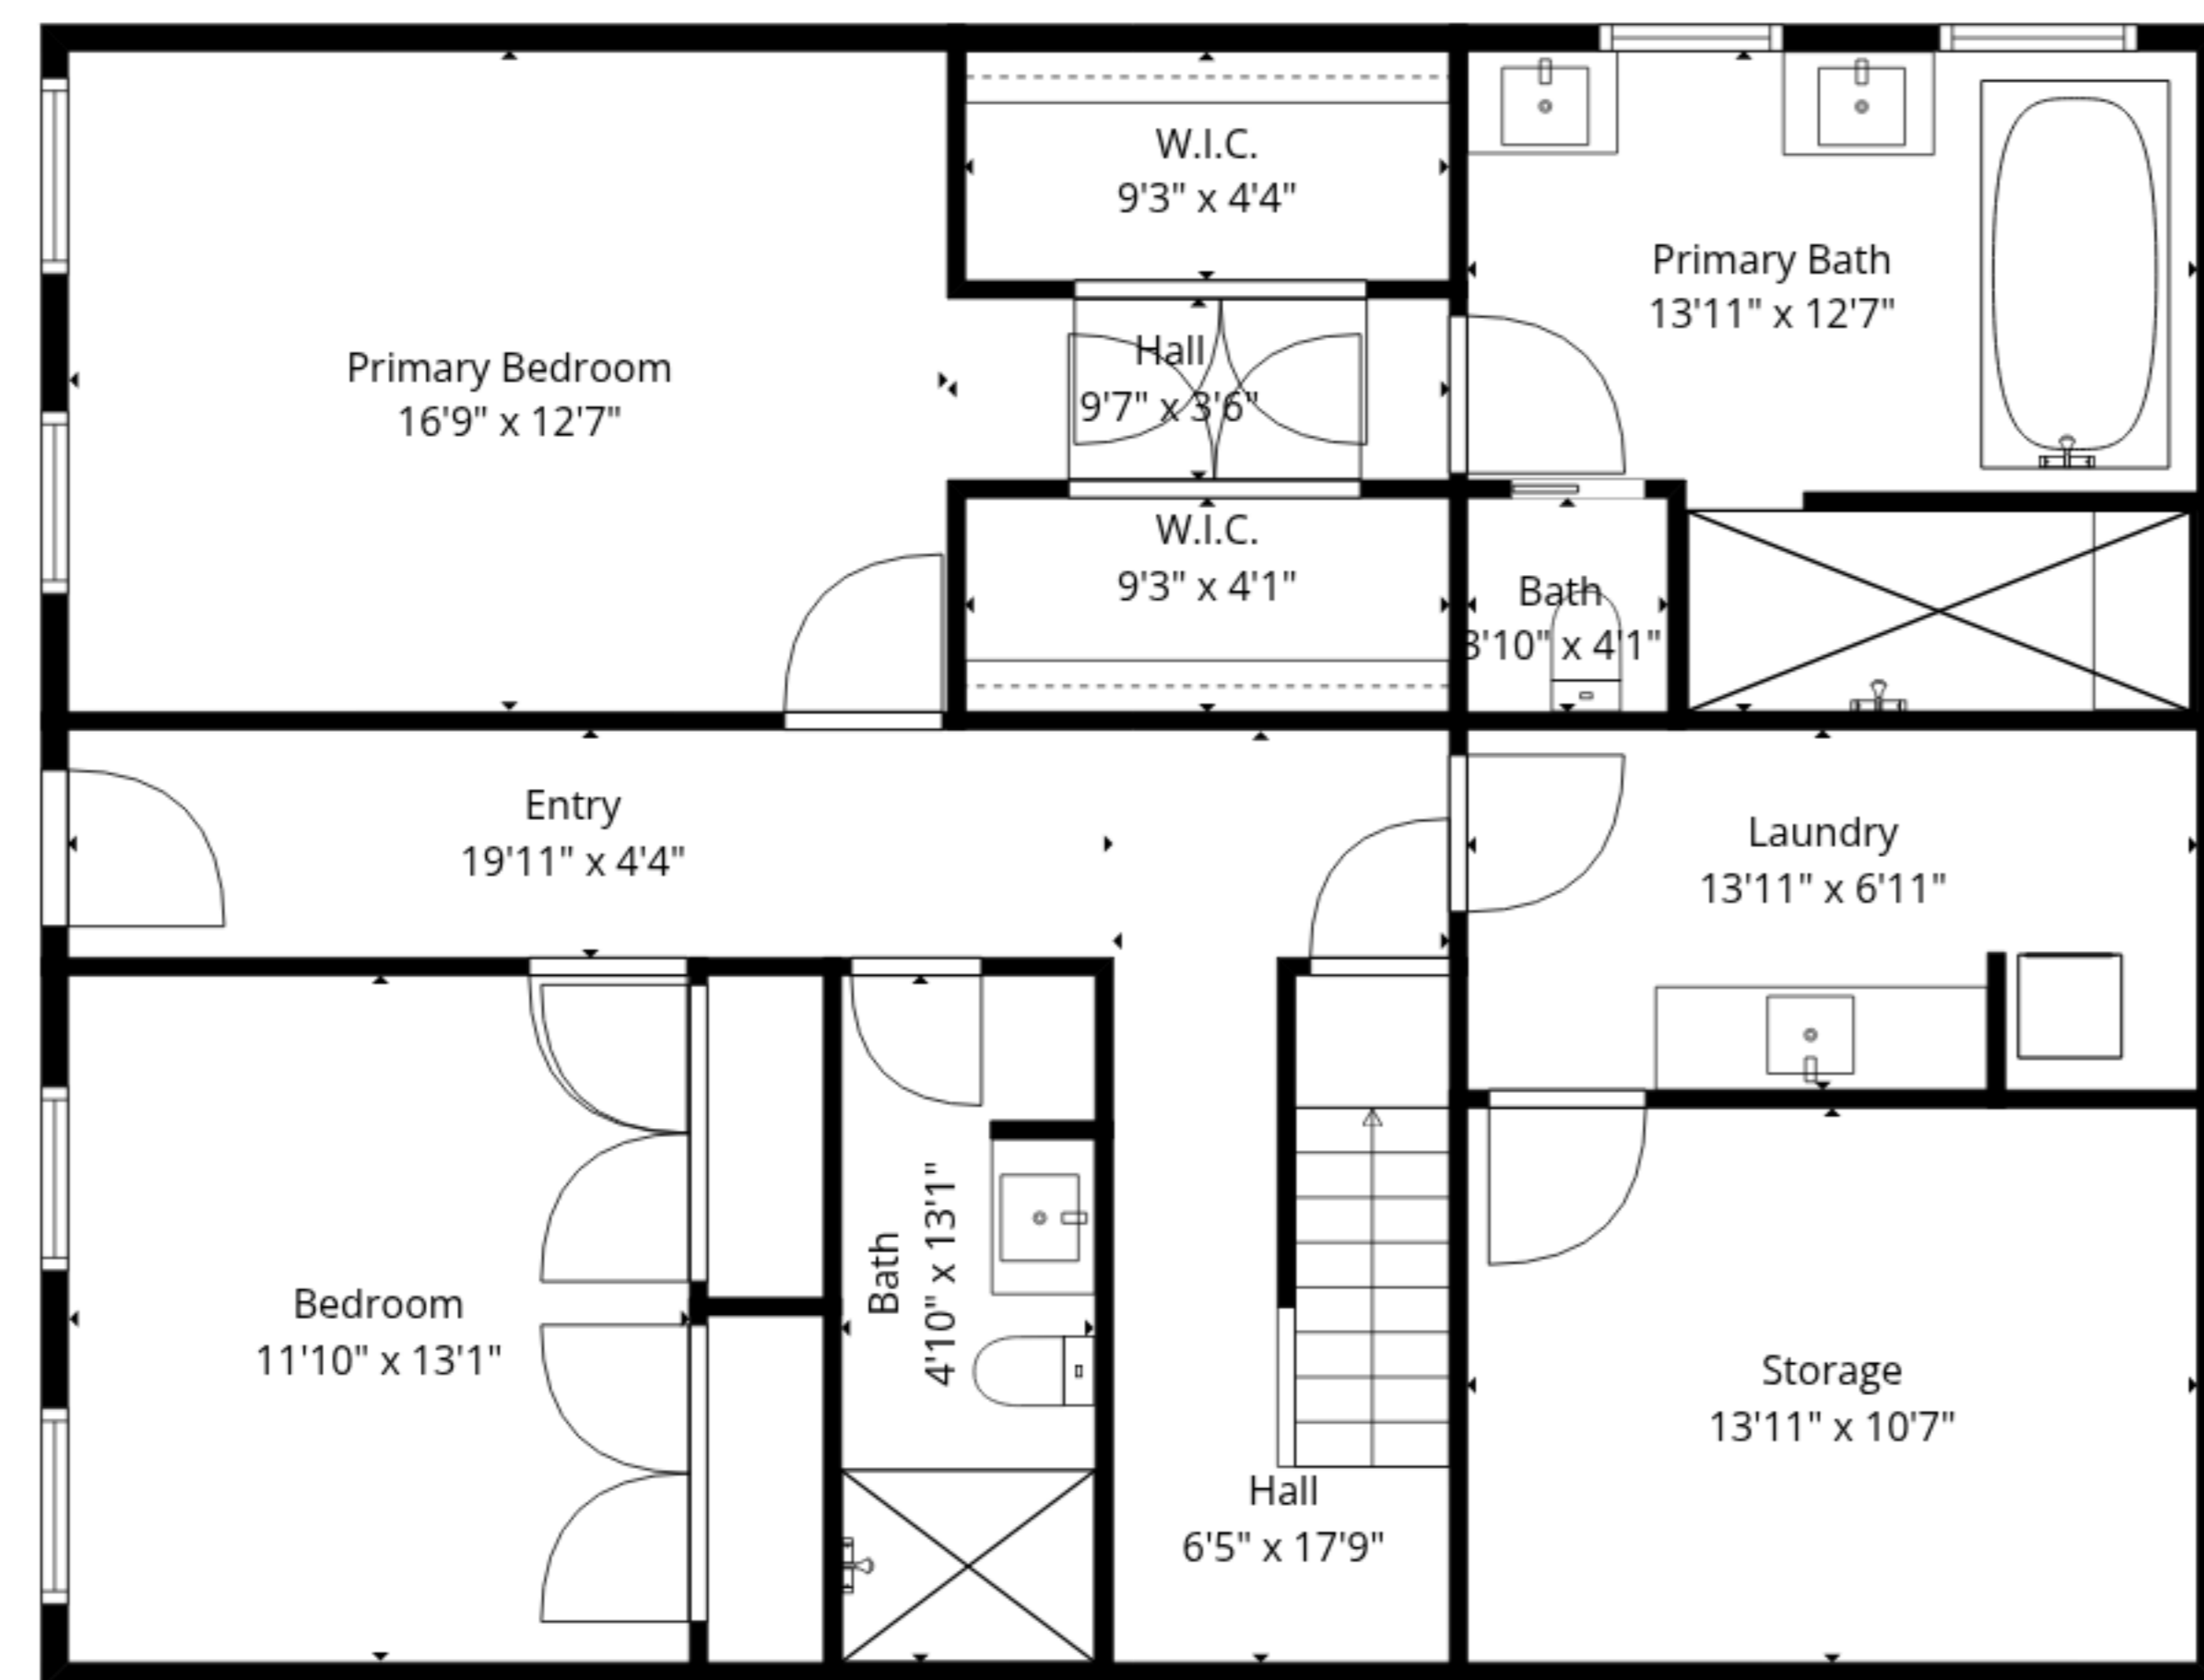 W.I.C.
9'3" x 4'4"
Primary Bath
13'11" x 12'7"
Primary Bedroom
16'9" x 12'7"
Hall
9'7" x 3'6"
W.I.C.
9'3" x 4'1"
Bath
3'10" x 4'1"
Entry
19'11" x 4'4"
Laundry
13'11" x 6'11"
Bedroom
11'10" x 13'1"
Bath
4'10" x 13'1"
Storage
13'11" x 10'7"
Hall
6'5" x 17'9"